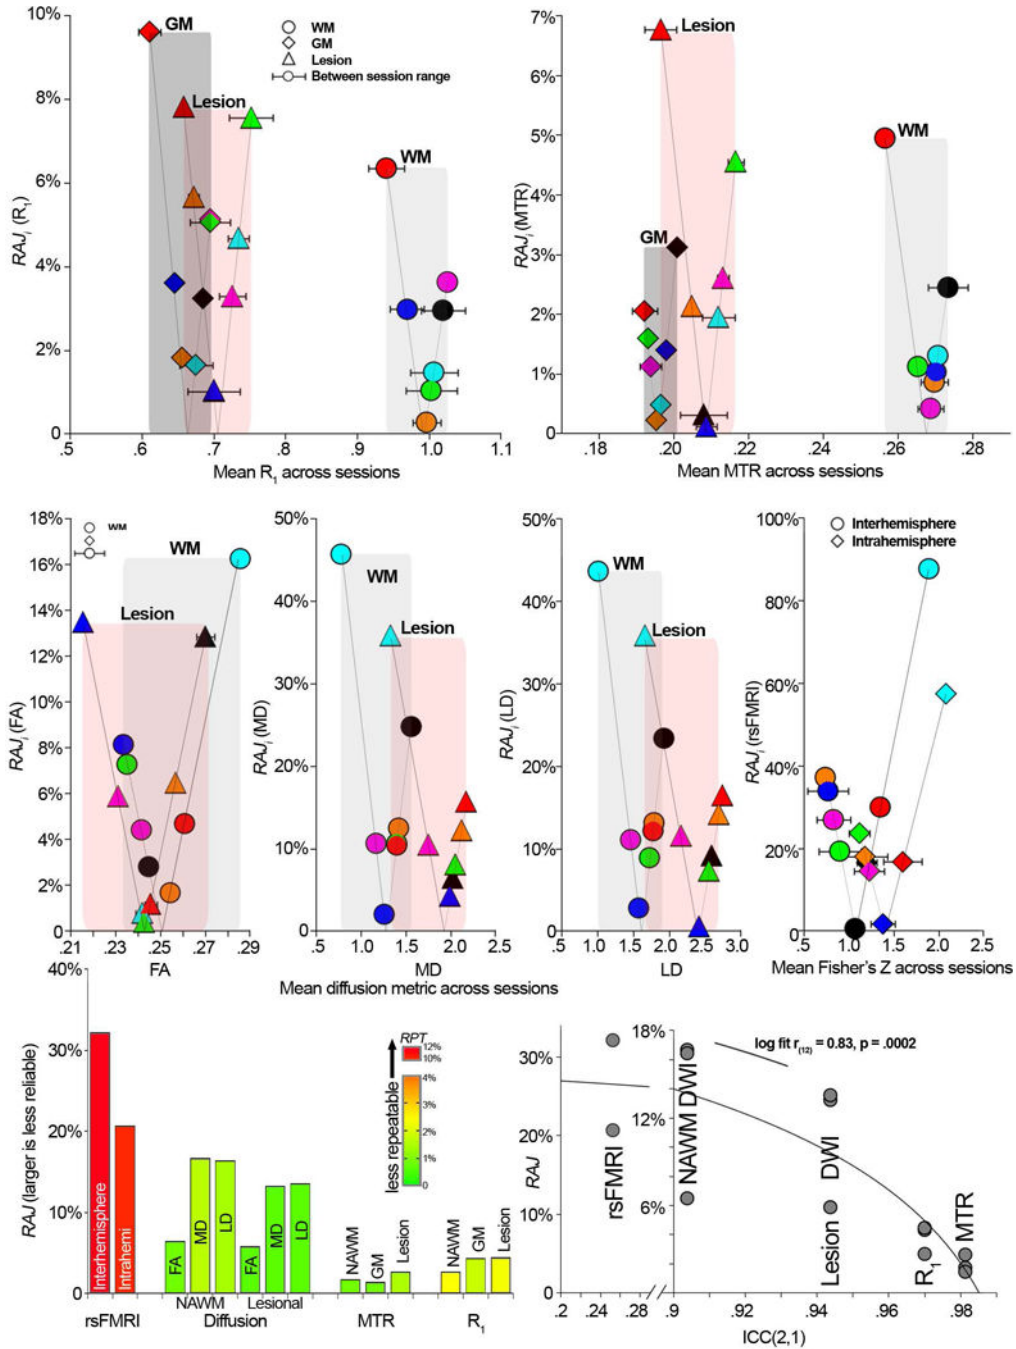 10%
8%
6%
4%
2%
0
RAJi (R1)
GM
Lesion
WM
WM
GM
Lesion
Between session range
.5
.6
.7
.8
.9
1.0
1.1
Mean R1 across sessions
7%
6%
5%
4%
3%
2%
1%
0
RAJi (MTR)
Lesion
WM
GM
.18
.20
.22
.24
.26
.28
Mean MTR across sessions
18%
16%
14%
12%
10%
8%
6%
4%
2%
0
RAJi (FA)
WM
WM
Lesion
.21
.23
.25
.27
.29
FA
50%
40%
30%
20%
10%
0
RAJi (MD)
WM
Lesion
.5
1.0
1.5
2.0
2.5
MD
50%
40%
30%
20%
10%
0
RAJi (LD)
WM
Lesion
.5
1.0
1.5
2.0
2.5
3.0
LD
Mean diffusion metric across sessions
100%
80%
60%
40%
20%
0
RAJi (rsFMRI)
Interhemisphere
Intrahemisphere
.5
1.0
1.5
2.0
2.5
Mean Fisher's Z across sessions
40%
30%
20%
10%
0
RAJ (larger is less reliable)
Interhemisphere
Intrahemi
rsFMRI
FA
MD
LD
NAWM
FA
MD
LD
Lesional
Diffusion
NAWM
GM
Lesion
MTR
NAWM
GM
Lesion
R1
less repeatable
RPT
12%
10%
4%
3%
2%
1%
0
30%
20%
10%
0
RAJ
18%
12%
6%
log fit r(12) = 0.83, p = .0002
rsFMRI
NAWM DWI
Lesion DWI
R1
MTR
.2
.24
.28
.9
.92
.94
.96
.98
ICC(2,1)